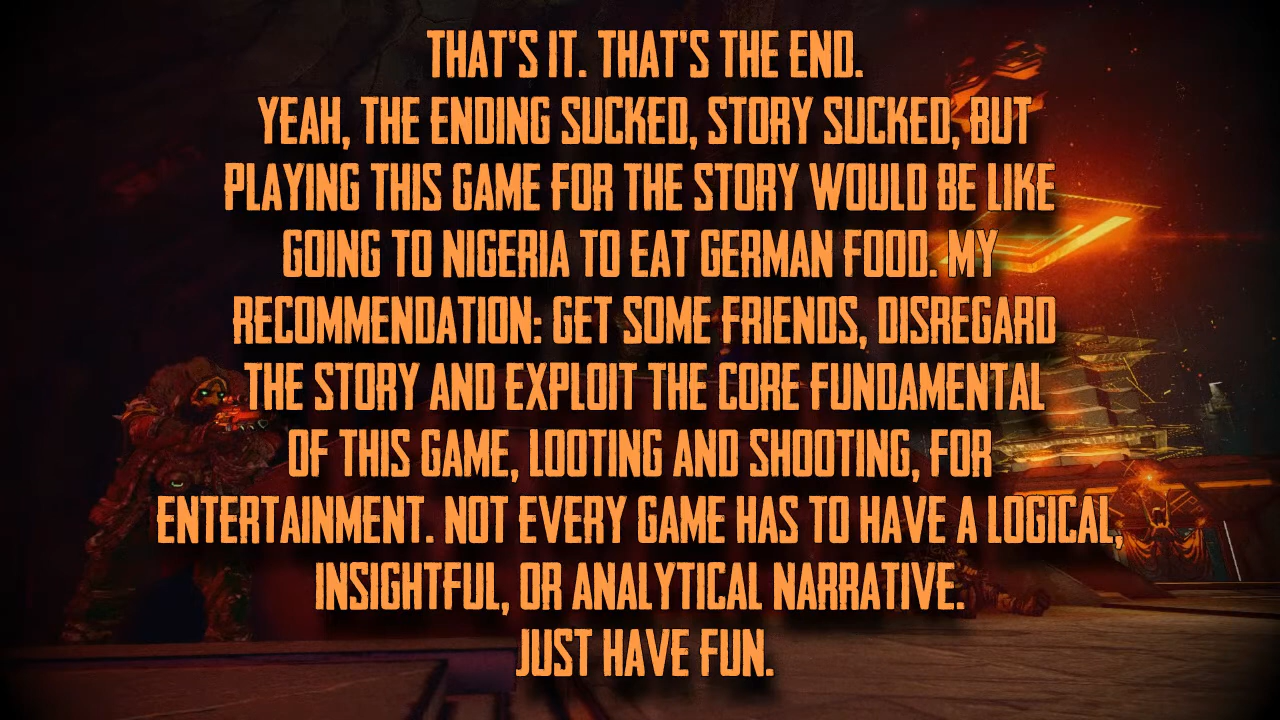 THAT'S IT. THAT'S THE END.
YEAH, THE ENDING SUCKED, STORY SUCKED, BUT
PLAYING THIS GAME FOR THE STORY WOULD BE LIKE
GOING TO NIGERIA TO EAT GERMAN FOOD. MY
RECOMMENDATION: GET SOME FRIENDS, DISREGARD
THE STORY AND EXPLOIT THE CORE FUNDAMENTAL
OF THIS GAME, LOOTING AND SHOOTING, FOR
ENTERTAINMENT. NOT EVERY GAME HAS TO HAVE A LOGICAL,
INSIGHTFUL, OR ANALYTICAL NARRATIVE.
JUST HAVE FUN.